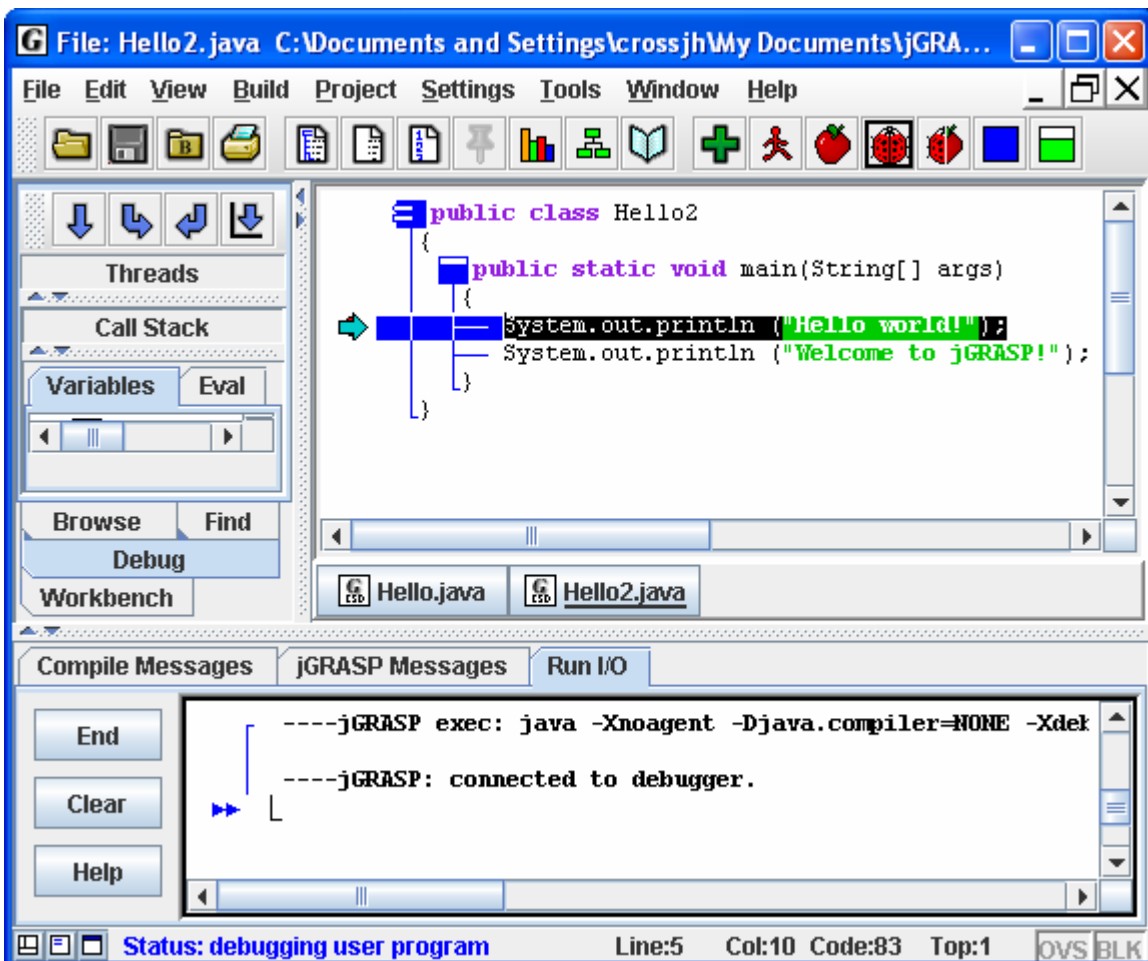 File: Hello2.java C:\Documents and Settings\crossjh\My Documents\jGRA...
File Edit View Build Project Settings Tools Window Help
Threads
Call Stack
Variables Eval
Browse Find
Debug
Workbench
public class Hello2
{
public static void main(String[] args)
{
System.out.println ("Hello world!");
System.out.println ("Welcome to jGRASP!");
}
}
Hello.java Hello2.java
Compile Messages jGRASP Messages Run I/O
End
Clear
Help
----jGRASP exec: java -Xnoagent -Djava.compiler=NONE -Xdeb
----jGRASP: connected to debugger.
Status: debugging user program Line:5 Col:10 Code:83 Top:1 OVS BLK